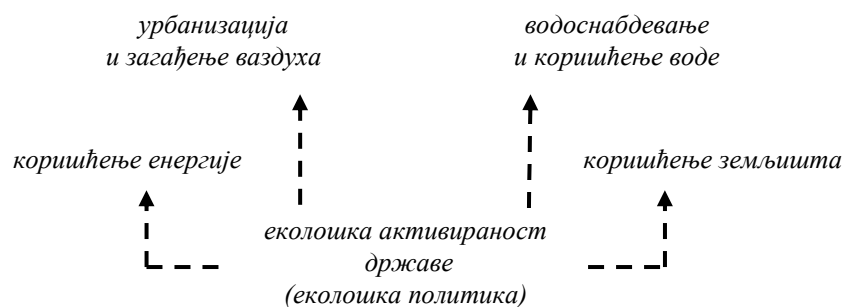 урбанизација
и загађење ваздуха
водоснабдевање
и коришћење воде
коришћење енергије
коришћење земљишта
еколошка активираност
државе
(еколошка политика)